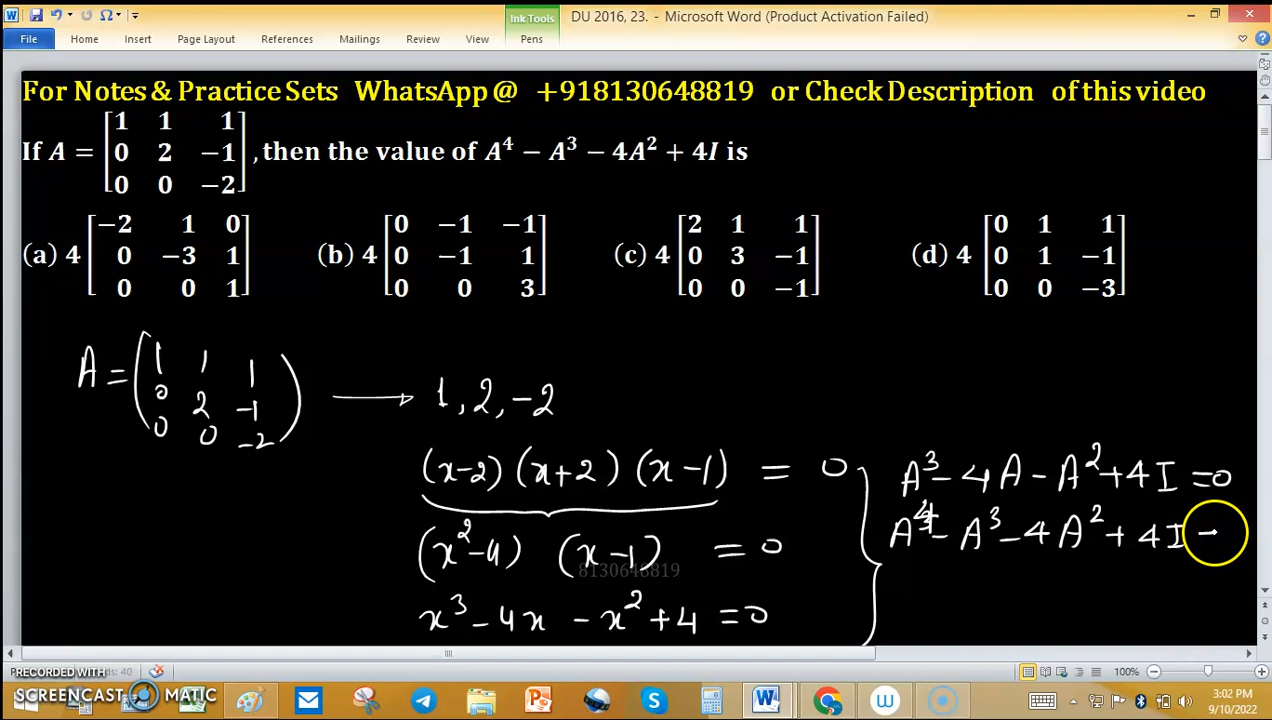 DU 2016, 23. - Microsoft Word (Product Activation Failed)
Ink Tools
File Home Insert Page Layout References Mailings Review View Pens
For Notes & Practice Sets WhatsApp @ +918130648819 or Check Description of this video
If A = [1 1 1; 0 2 −1; 0 0 −2], then the value of A⁴ − A³ − 4A² + 4I is
(a) 4 [−2 1 0; 0 −3 1; 0 0 1] (b) 4 [0 −1 −1; 0 −1 1; 0 0 3] (c) 4 [2 1 1; 0 3 −1; 0 0 −1] (d) 4 [0 1 1; 0 1 −1; 0 0 −3]
A = (1 1 1; 0 2 -1; 0 0 -2) → 1, 2, -2
(x-2) (x+2) (x-1) = 0
(x²-4) (x-1) = 0
8130648819
x³ - 4x - x² + 4 = 0
A³ - 4A - A² + 4I = 0
A⁴ - A³ - 4A² + 4I -
RECORDED WITH
SCREENCAST MATIC
40
100%
3:02 PM
9/10/2022